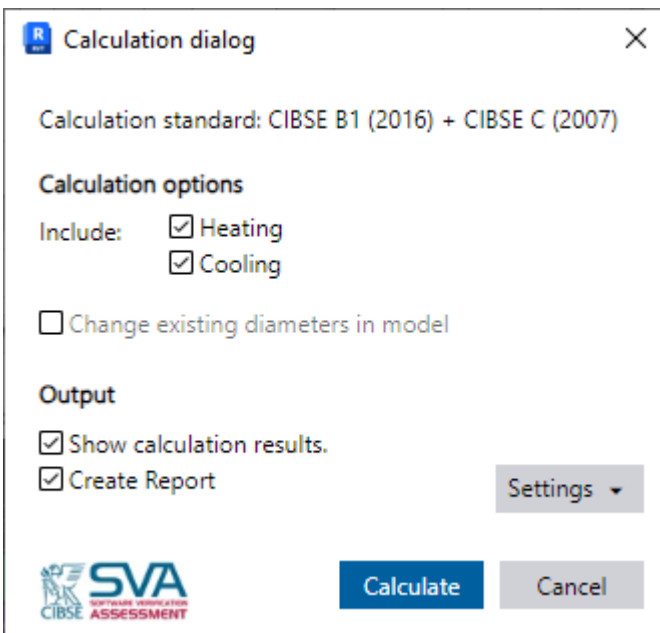 R
RVT
Calculation dialog
Calculation standard: CIBSE B1 (2016) + CIBSE C (2007)
Calculation options
Include:
Heating
Cooling
Change existing diameters in model
Output
Show calculation results.
Create Report
Settings
CIBSE
SVA
SOFTWARE VERIFICATION
ASSESSMENT
Calculate
Cancel